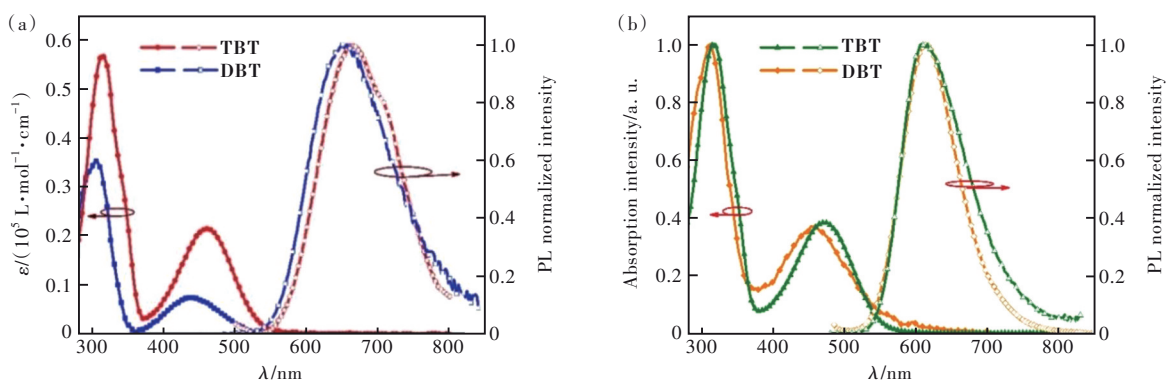 (a)
TBT
DBT
ε/(10⁵ L·mol⁻¹·cm⁻¹)
0.6
0.5
0.4
0.3
0.2
0.1
0
300 400 500 600 700 800
λ/nm
1.0
0.8
0.6
0.4
0.2
0
PL normalized intensity
(b)
TBT
DBT
Absorption intensity/a. u.
1.0
0.8
0.6
0.4
0.2
0
300 400 500 600 700 800
λ/nm
1.0
0.8
0.6
0.4
0.2
0
PL normalized intensity